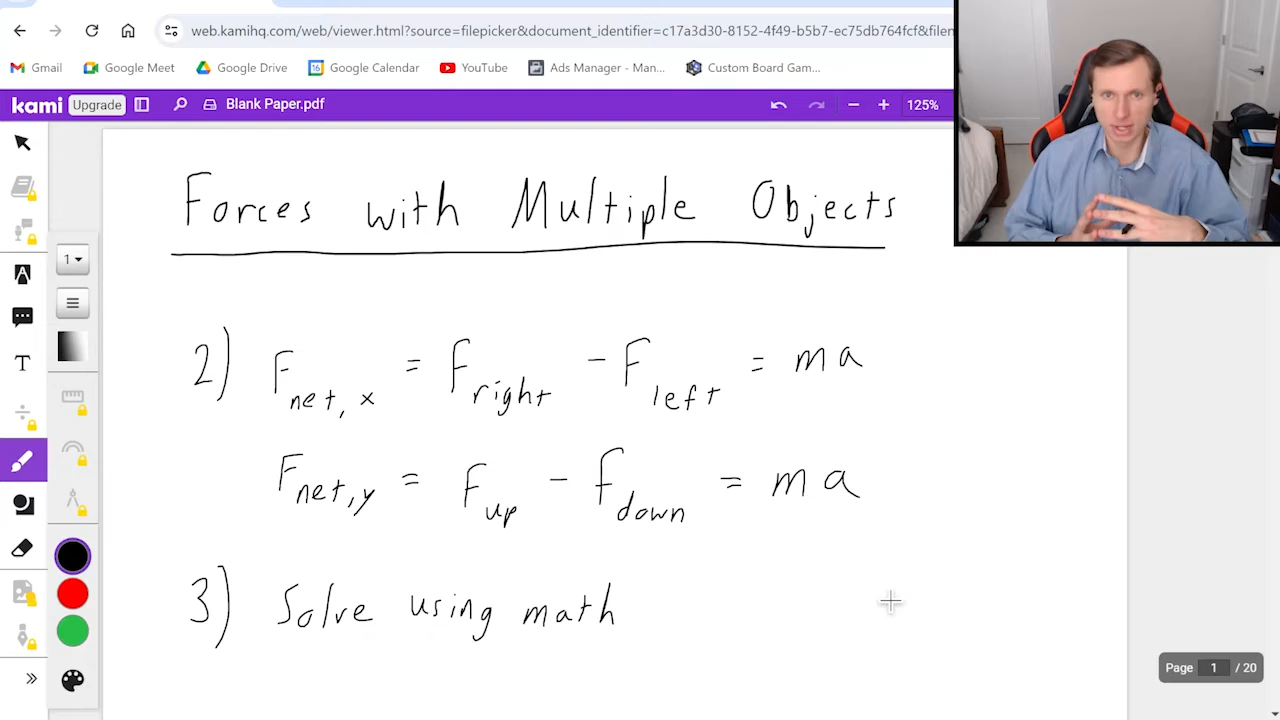 web.kamihq.com/web/viewer.html?source=filepicker&document_identifier=c17a3d30-8152-4f49-b5b7-ec75db764fcf&filen
Gmail Google Meet Google Drive 16 Google Calendar YouTube Ads Manager - Man... Custom Board Gam...
kami Upgrade Blank Paper.pdf 125%
Forces with Multiple Objects
1
2) F net, x = F right - F left = ma
T
F net, y = F up - F down = ma
3) Solve using math
Page 1 / 20